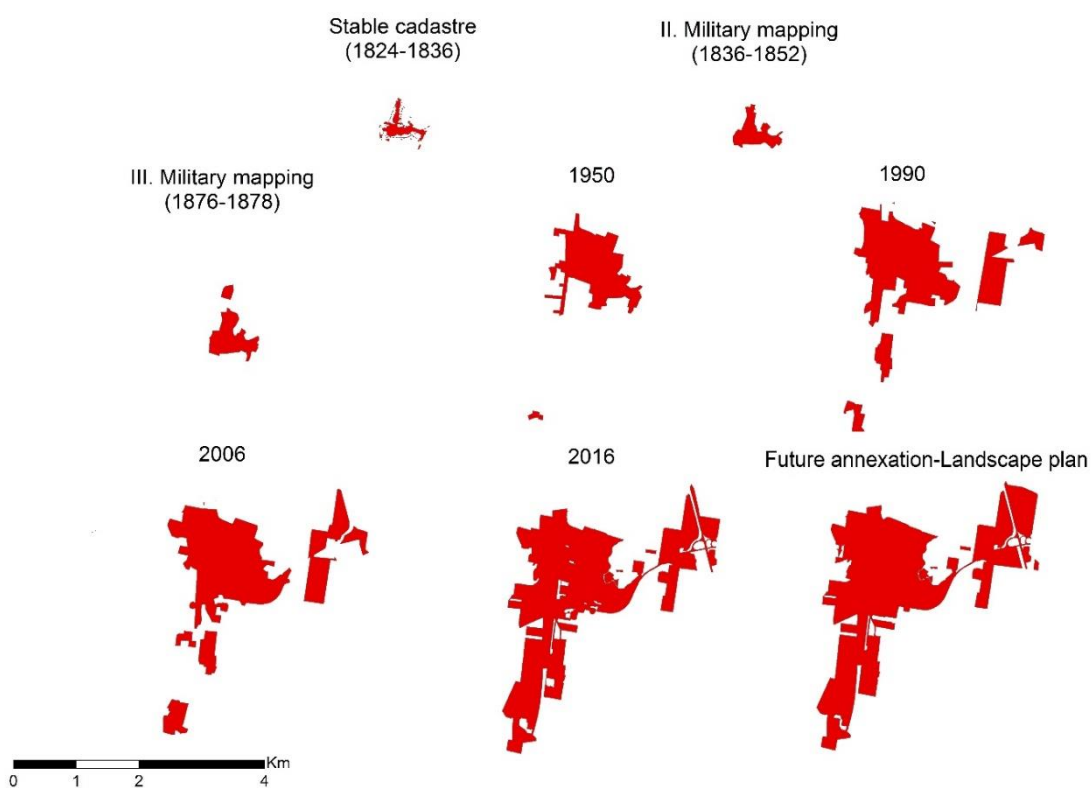 Stable cadastre
(1824-1836)
II. Military mapping
(1836-1852)
III. Military mapping
(1876-1878)
1950
1990
2006
2016
Future annexation-Landscape plan
Km
0 1 2 4